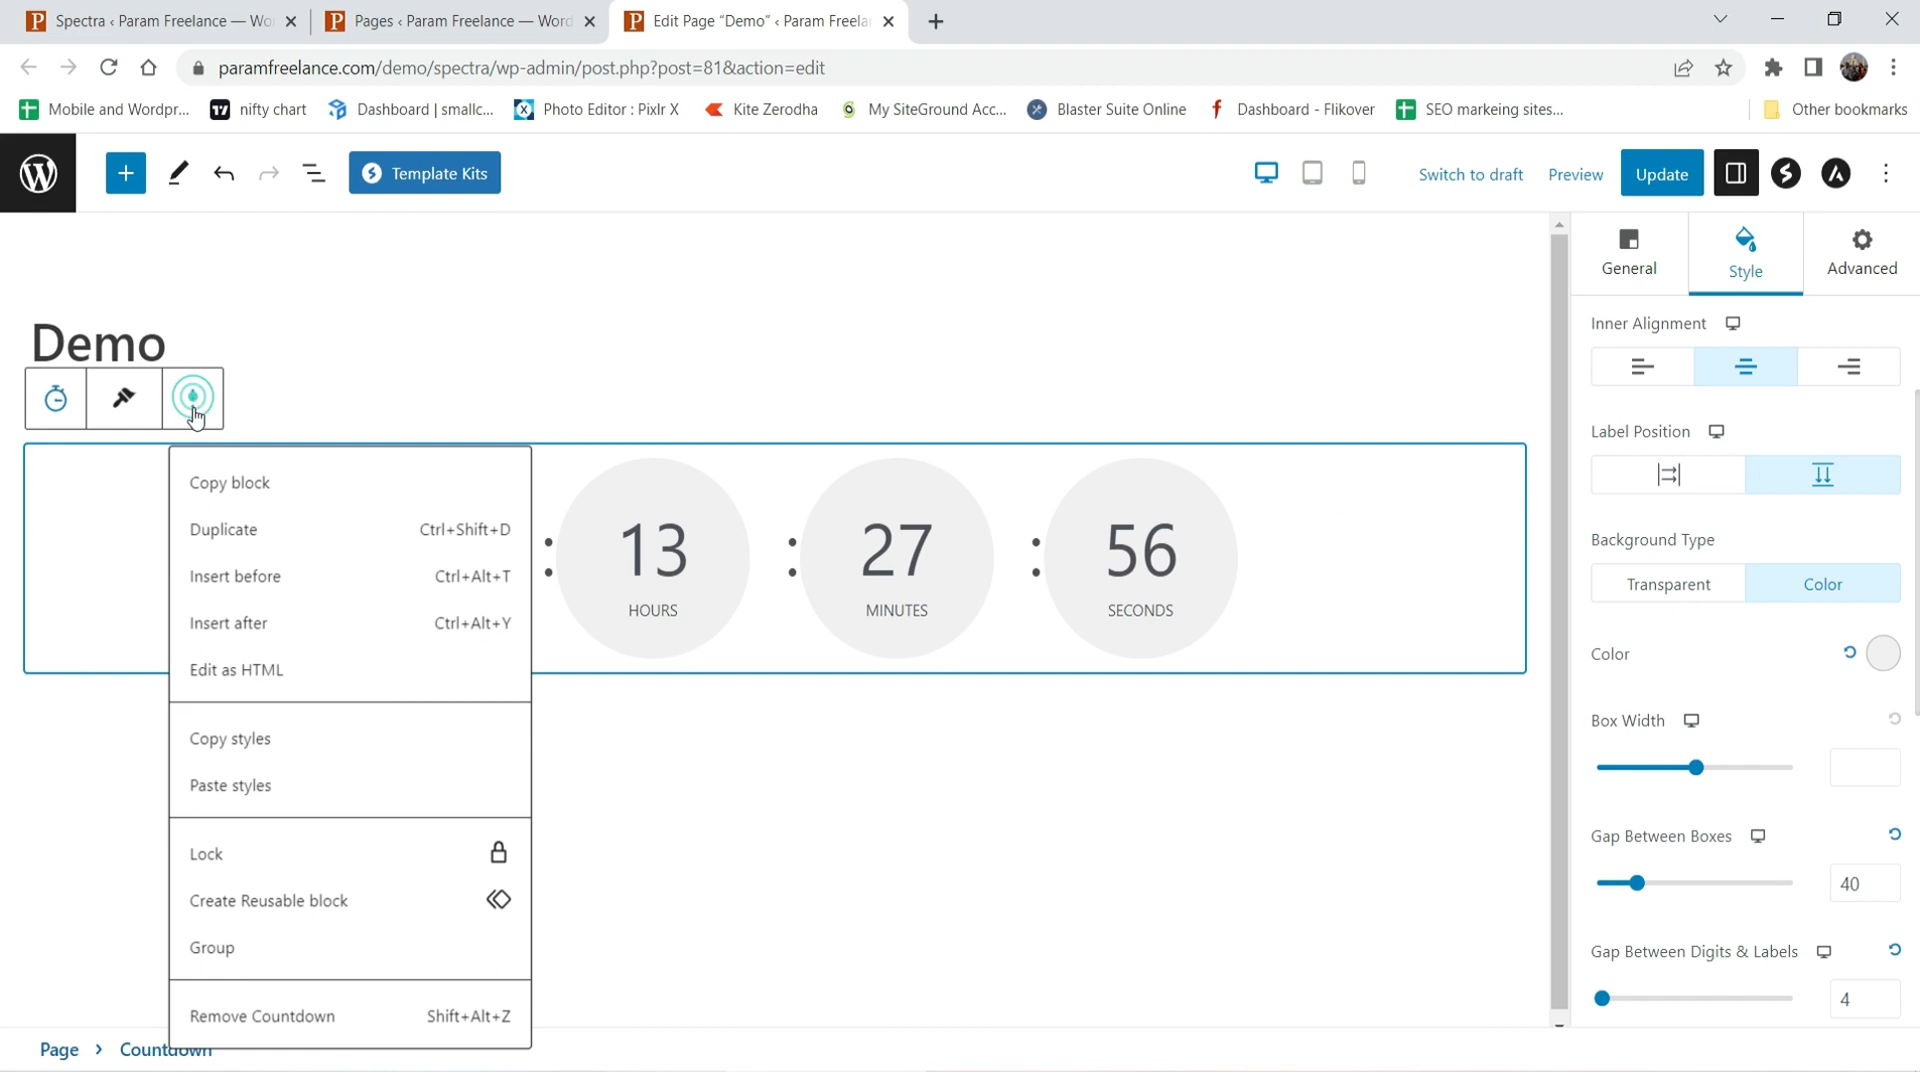 Spectra ‹ Param Freelance — Wo
Pages ‹ Param Freelance — Word
Edit Page “Demo” ‹ Param Freela
paramfreelance.com/demo/spectra/wp-admin/post.php?post=81&action=edit
Mobile and Wordpr...
nifty chart
Dashboard | smallc...
Photo Editor : Pixlr X
Kite Zerodha
My SiteGround Acc...
Blaster Suite Online
Dashboard - Flikover
SEO markeing sites...
Other bookmarks
Template Kits
Switch to draft
Preview
Update
General
Style
Advanced
Demo
Inner Alignment
Label Position
Background Type
Transparent
Color
Color
Box Width
Gap Between Boxes
40
Gap Between Digits & Labels
4
: 13 : 27 : 56
HOURS MINUTES SECONDS
Copy block
Duplicate Ctrl+Shift+D
Insert before Ctrl+Alt+T
Insert after Ctrl+Alt+Y
Edit as HTML
Copy styles
Paste styles
Lock
Create Reusable block
Group
Remove Countdown Shift+Alt+Z
Page › Countdown